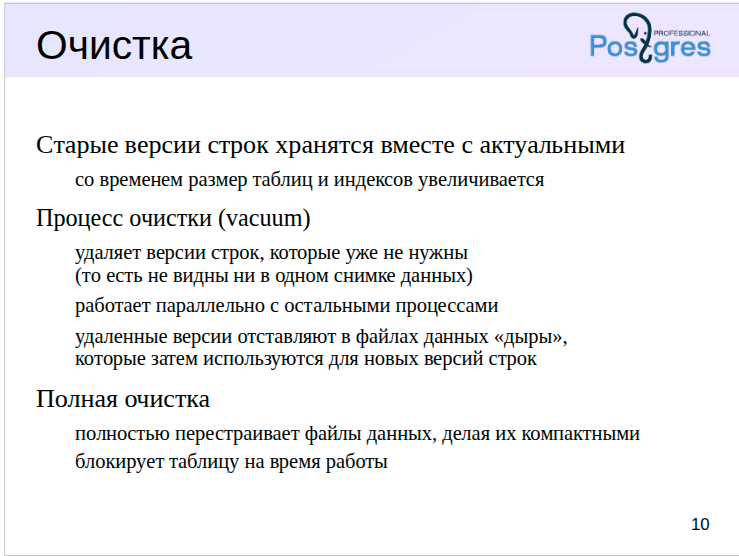 Очистка
PROFESSIONAL
Postgres
Старые версии строк хранятся вместе с актуальными
со временем размер таблиц и индексов увеличивается
Процесс очистки (vacuum)
удаляет версии строк, которые уже не нужны
(то есть не видны ни в одном снимке данных)
работает параллельно с остальными процессами
удаленные версии отставляют в файлах данных «дыры»,
которые затем используются для новых версий строк
Полная очистка
полностью перестраивает файлы данных, делая их компактными
блокирует таблицу на время работы
10